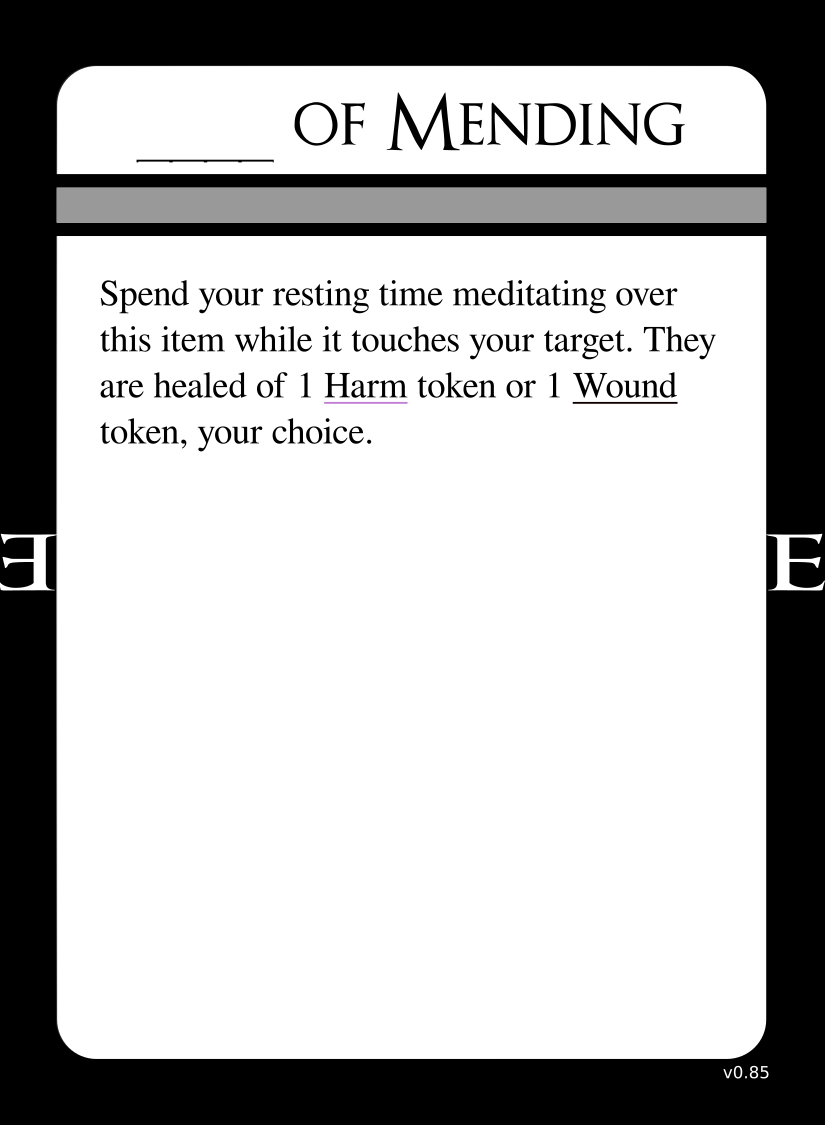 ____ OF MENDING
Spend your resting time meditating over
this item while it touches your target. They
are healed of 1 Harm token or 1 Wound
token, your choice.
E
E
v0.85